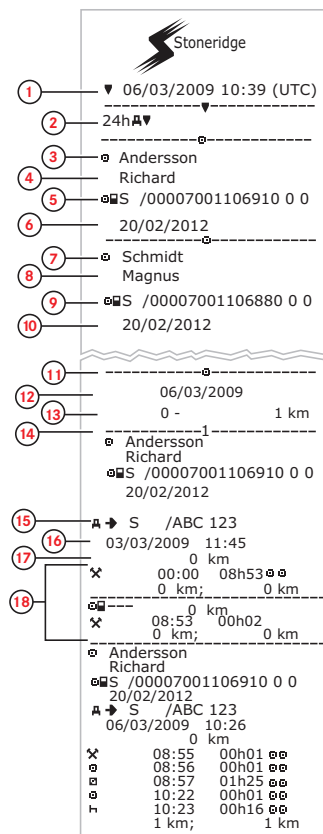 Stoneridge
1 06/03/2009 10:39 (UTC)
2 24h
3 Andersson
4 Richard
5 S /00007001106910 0 0
6 20/02/2012
7 Schmidt
8 Magnus
9 S /00007001106880 0 0
10 20/02/2012
11
12 06/03/2009
13 0 - 1 km
14 1
Andersson
Richard
S /00007001106910 0 0
20/02/2012
15 S /ABC 123
16 03/03/2009 11:45
17 0 km
18 00:00 08h53
0 km; 0 km
--- 0 km
08:53 00h02
0 km; 0 km
Andersson
Richard
S /00007001106910 0 0
20/02/2012
S /ABC 123
06/03/2009 10:26
0 km
08:55 00h01
08:56 00h01
08:57 01h25
10:22 00h01
10:23 00h16
1 km; 1 km